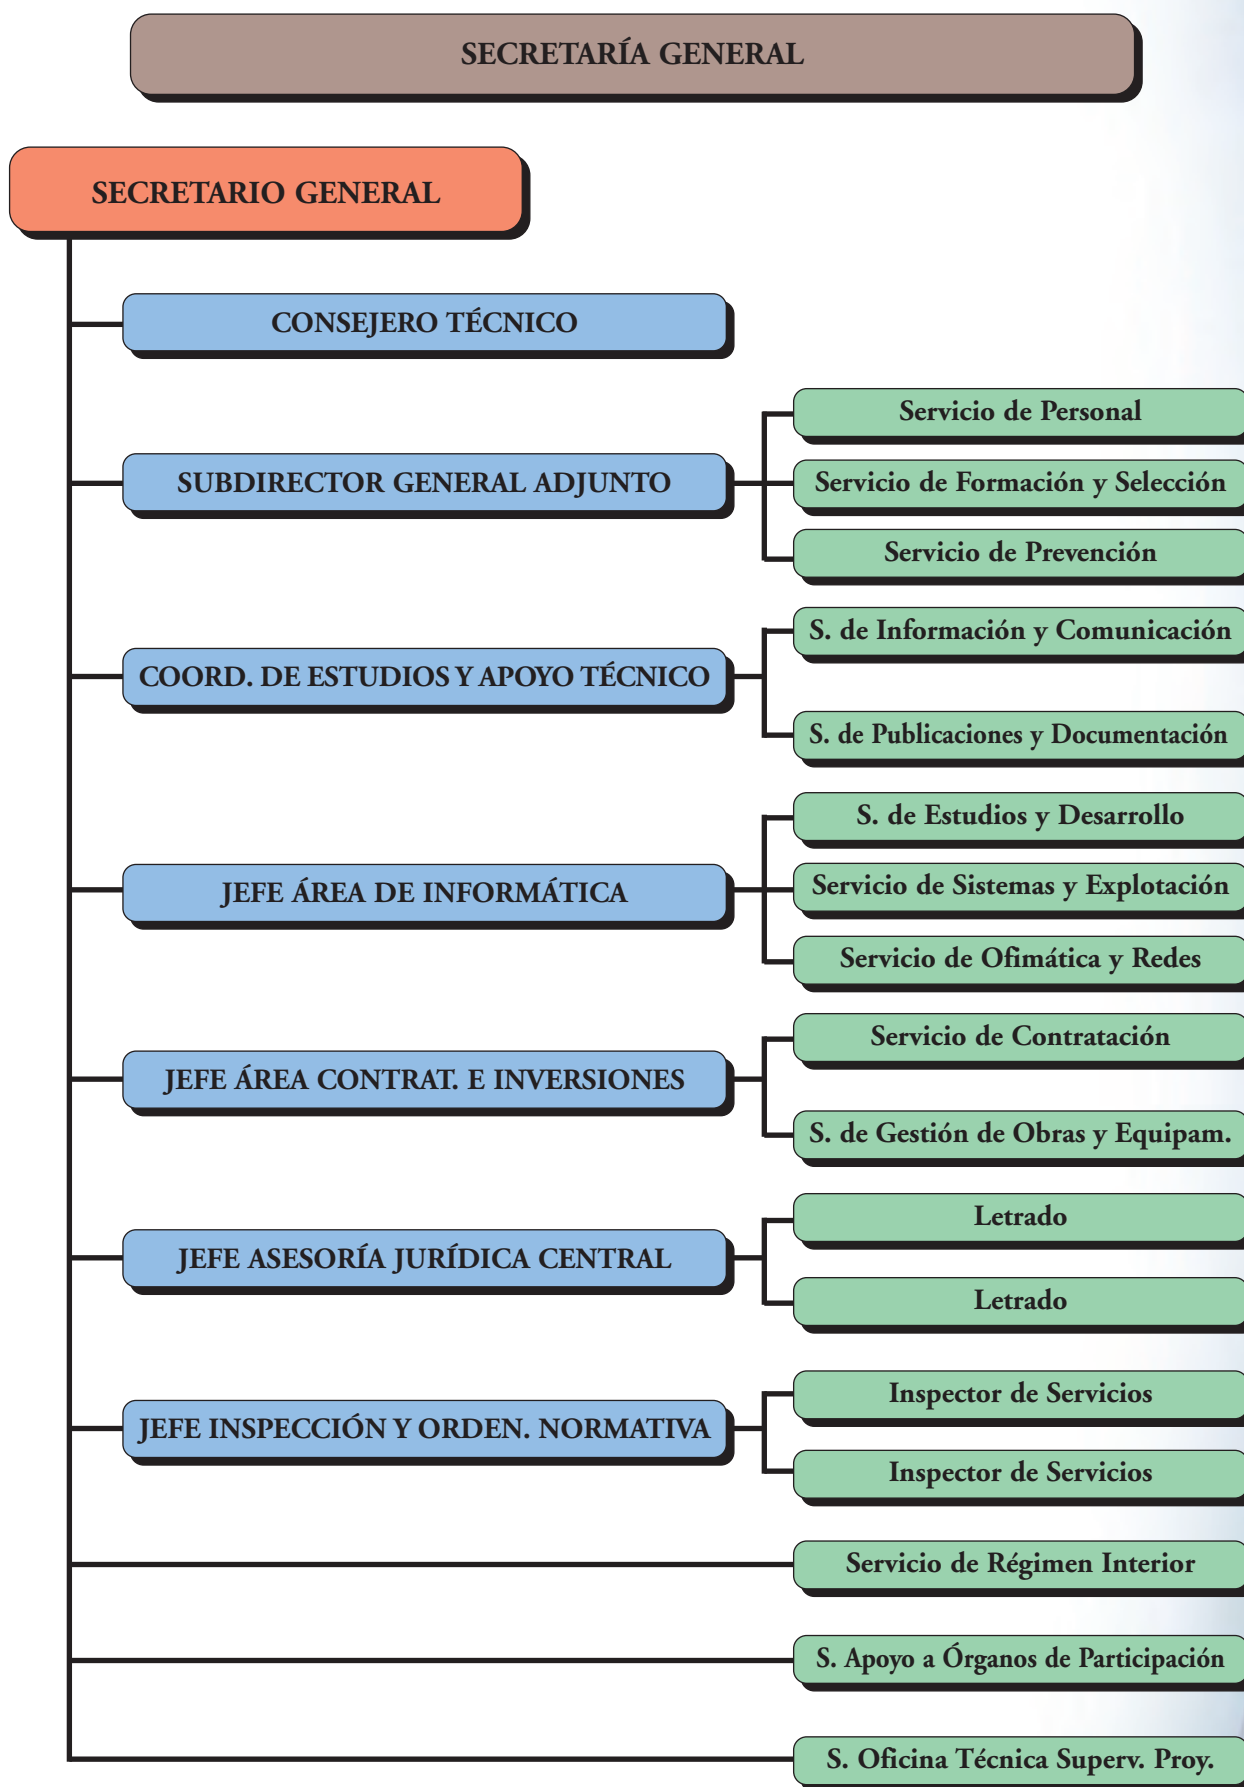 SECRETARÍA GENERAL
SECRETARIO GENERAL
CONSEJERO TÉCNICO
SUBDIRECTOR GENERAL ADJUNTO
Servicio de Personal
Servicio de Formación y Selección
Servicio de Prevención
COORD. DE ESTUDIOS Y APOYO TÉCNICO
S. de Información y Comunicación
S. de Publicaciones y Documentación
JEFE ÁREA DE INFORMÁTICA
S. de Estudios y Desarrollo
Servicio de Sistemas y Explotación
Servicio de Ofimática y Redes
JEFE ÁREA CONTRAT. E INVERSIONES
Servicio de Contratación
S. de Gestión de Obras y Equipam.
JEFE ASESORÍA JURÍDICA CENTRAL
Letrado
Letrado
JEFE INSPECCIÓN Y ORDEN. NORMATIVA
Inspector de Servicios
Inspector de Servicios
Servicio de Régimen Interior
S. Apoyo a Órganos de Participación
S. Oficina Técnica Superv. Proy.